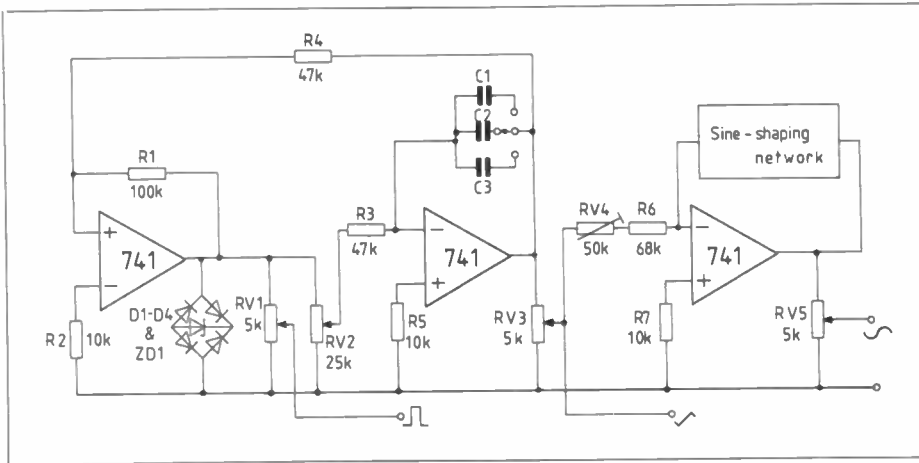 R4
47k
C1
C2
C3
Sine-shaping
network
R1
100k
R3
47k
RV4
50k
R6
68k
+
741
-
-
741
+
-
741
+
R2
10k
D1-D4
&
ZD1
RV1
5k
RV2
25k
R5
10k
RV3
5k
R7
10k
RV5
5k